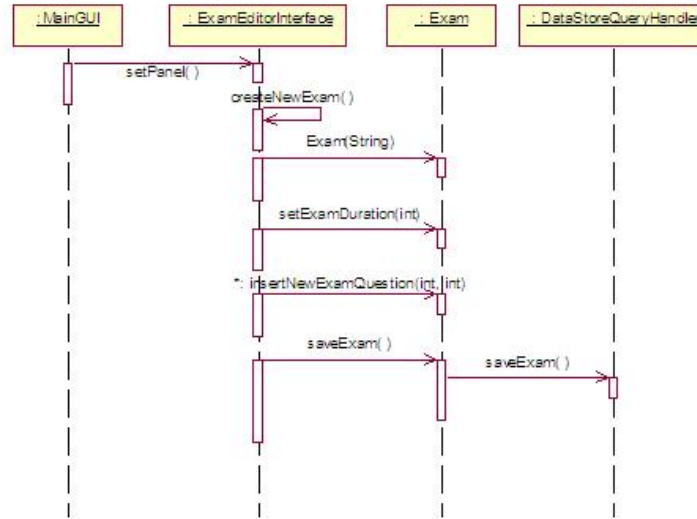 :MainGUI
: ExamEditorInterface
: Exam
: DataStoreQueryHandle
setPanel( )
createNewExam( )
Exam(String)
setExamDuration(int)
*: insertNewExamQuestion(int, int)
saveExam( )
saveExam( )